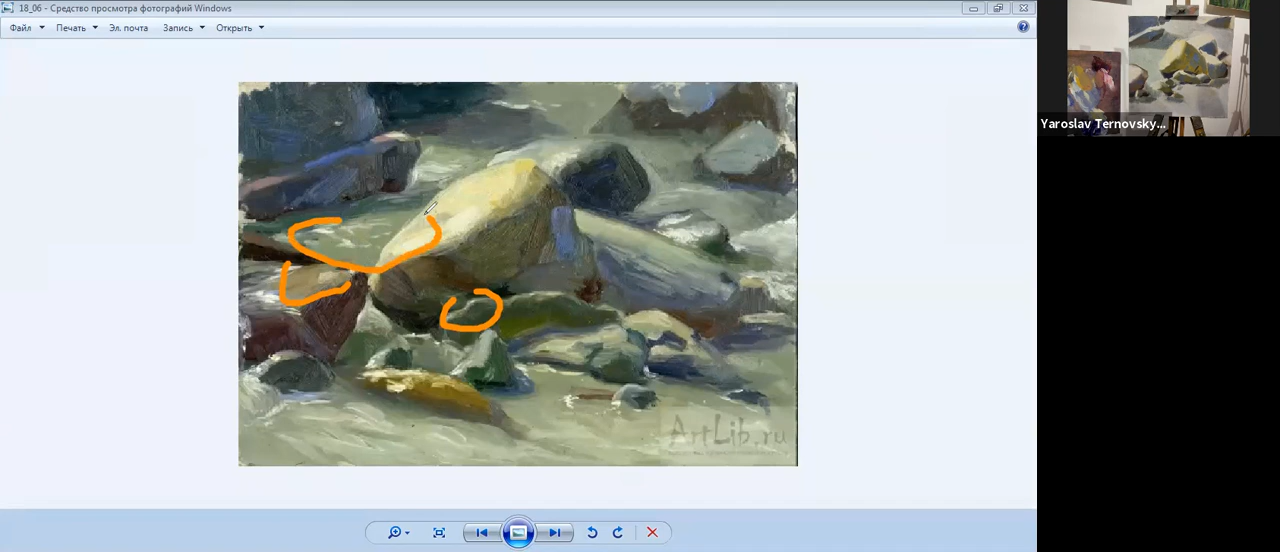 18_06 - Средство просмотра фотографий Windows
Файл Печать Эл. почта Запись Открыть
Yaroslav Ternovsky...
ArtLib.ru